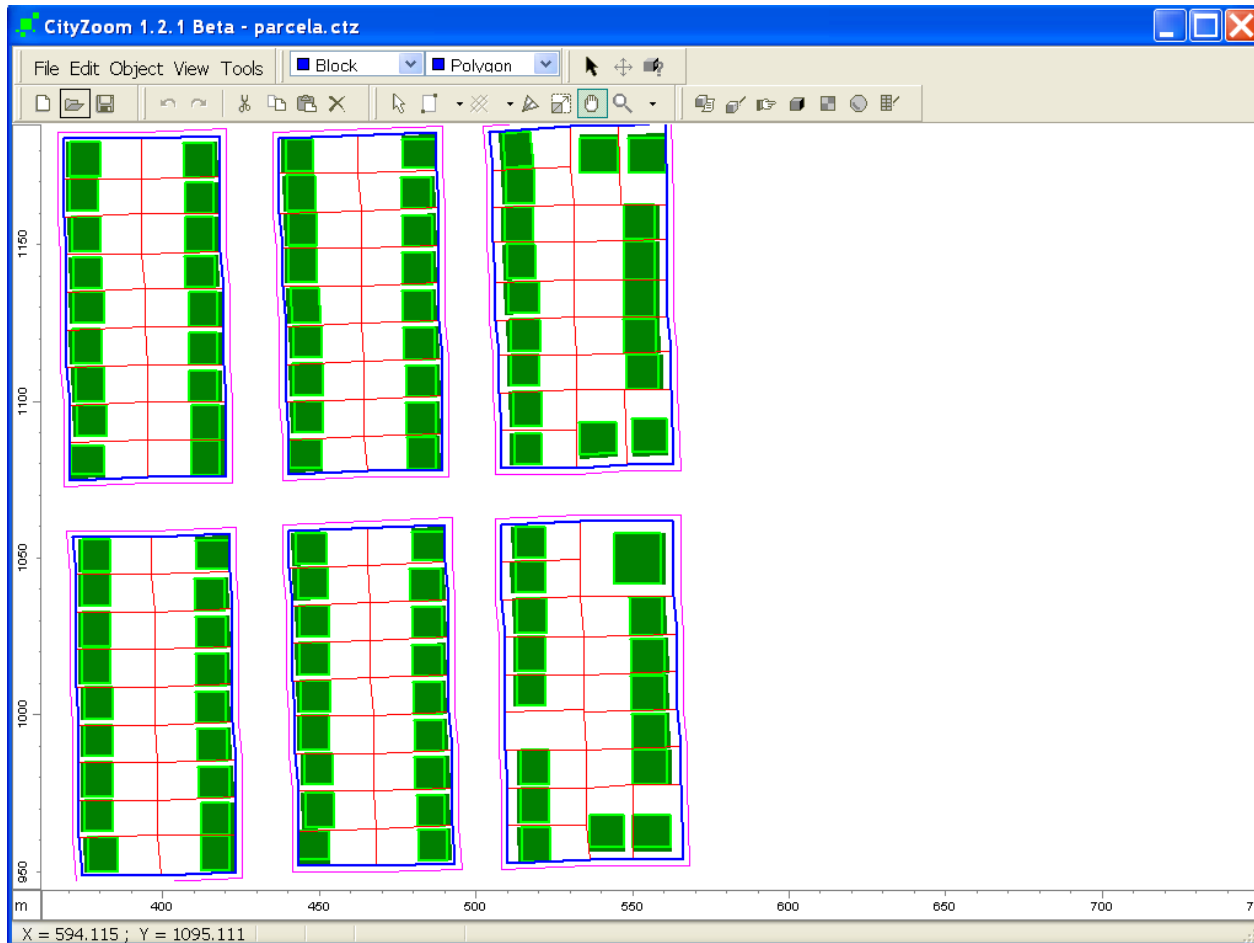 CityZoom 1.2.1 Beta - parcela.ctz
File Edit Object View Tools Block Polygon
1150
1100
1050
1000
950
m 400 450 500 550 600 650 700 7
X = 594.115 ; Y = 1095.111